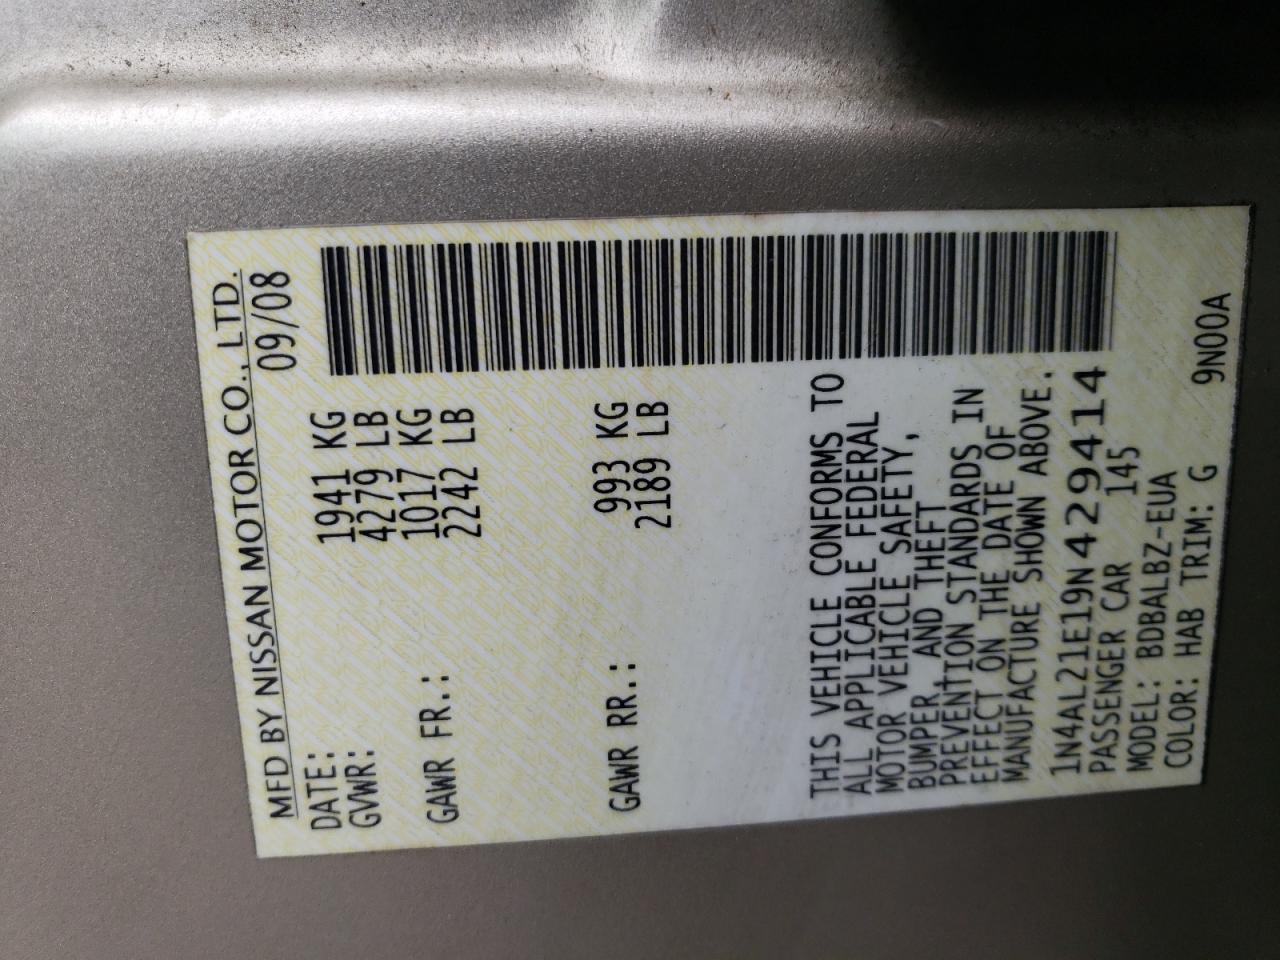 MFD BY NISSAN MOTOR CO., LTD.
DATE: 09/08
GVWR: 1941 KG
4279 LB
GAWR FR.: 1017 KG
2242 LB
GAWR RR.: 993 KG
2189 LB
THIS VEHICLE CONFORMS TO
ALL APPLICABLE FEDERAL
MOTOR VEHICLE SAFETY,
BUMPER, AND THEFT
PREVENTION STANDARDS IN
EFFECT ON THE DATE OF
MANUFACTURE SHOWN ABOVE.
1N4AL21E19N429414
PASSENGER CAR 145
MODEL: BDBALBZ-EUA
COLOR: HAB TRIM: G 9N00A